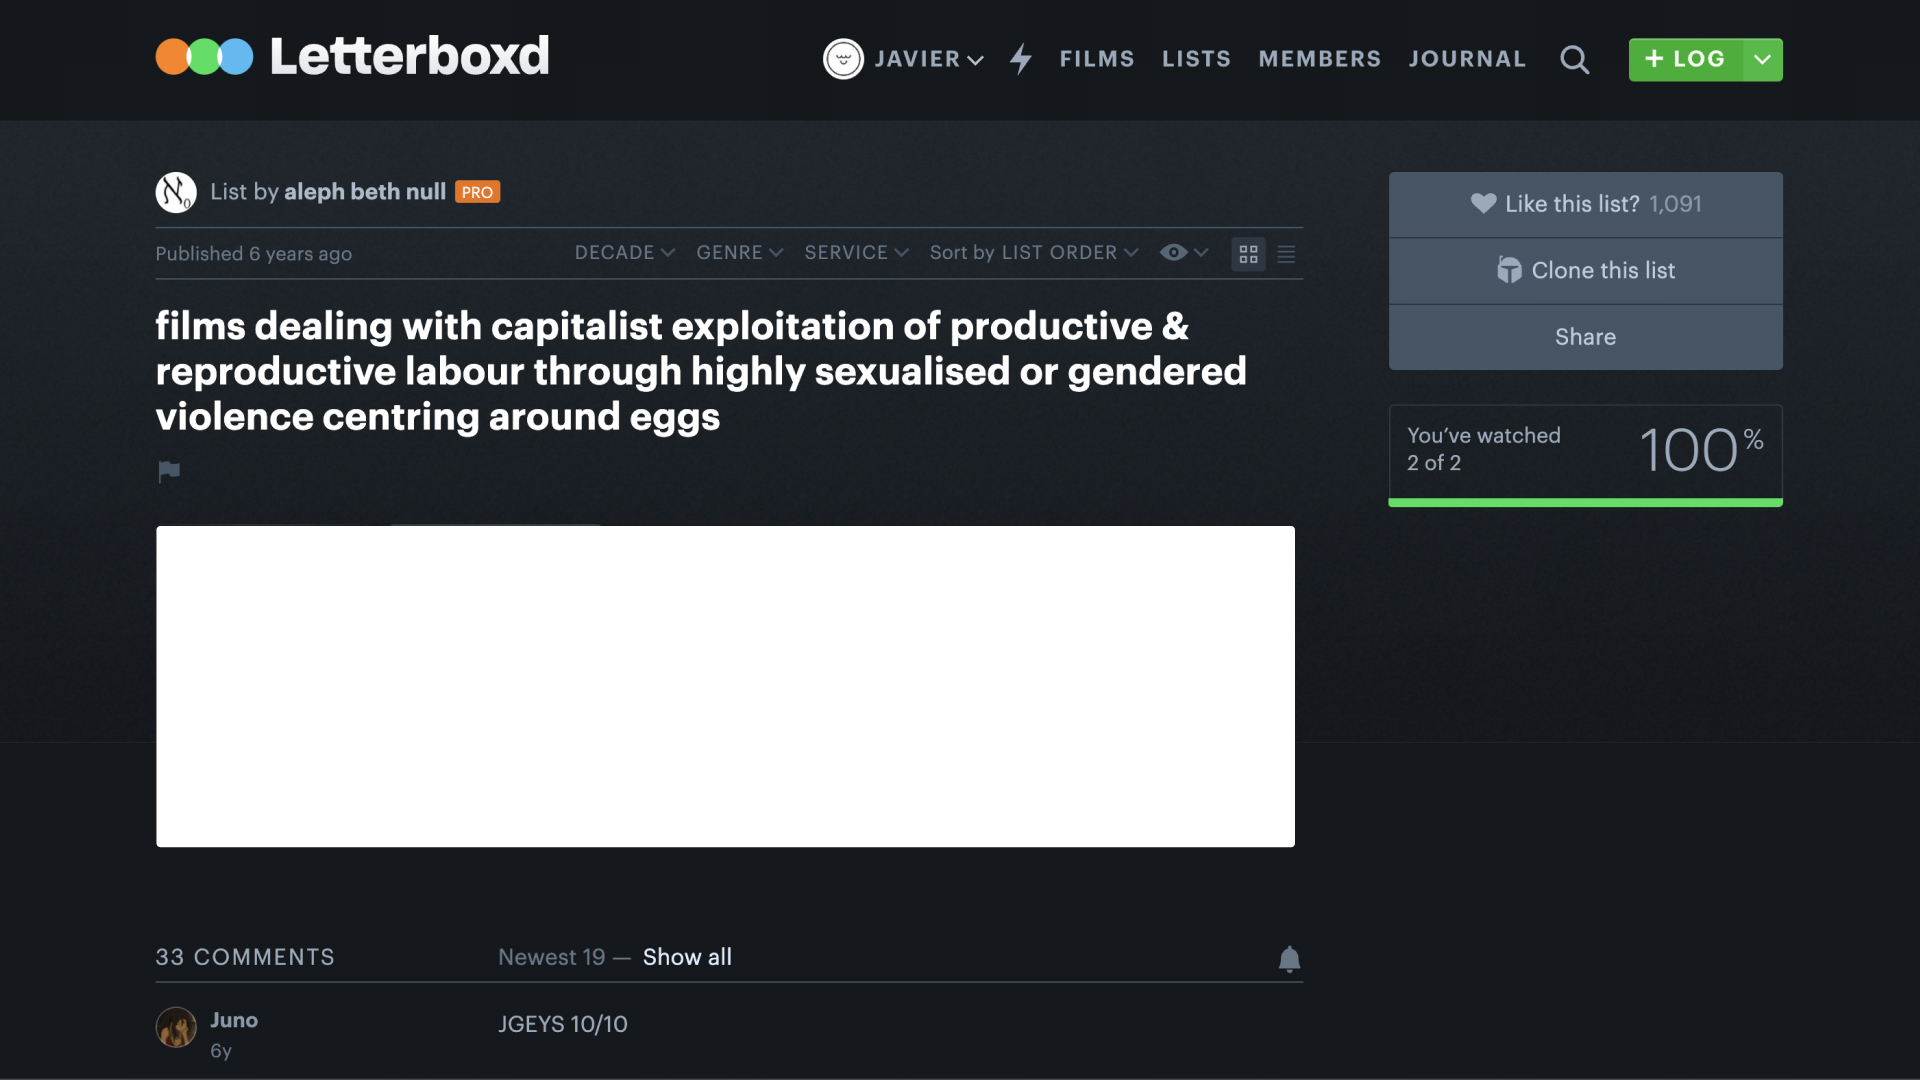 Letterboxd
JAVIER FILMS LISTS MEMBERS JOURNAL + LOG
List by aleph beth null PRO
Published 6 years ago DECADE GENRE SERVICE Sort by LIST ORDER
films dealing with capitalist exploitation of productive &
reproductive labour through highly sexualised or gendered
violence centring around eggs
Like this list? 1,091
Clone this list
Share
You’ve watched
2 of 2
100%
33 COMMENTS Newest 19 — Show all
Juno JGEYS 10/10
6y